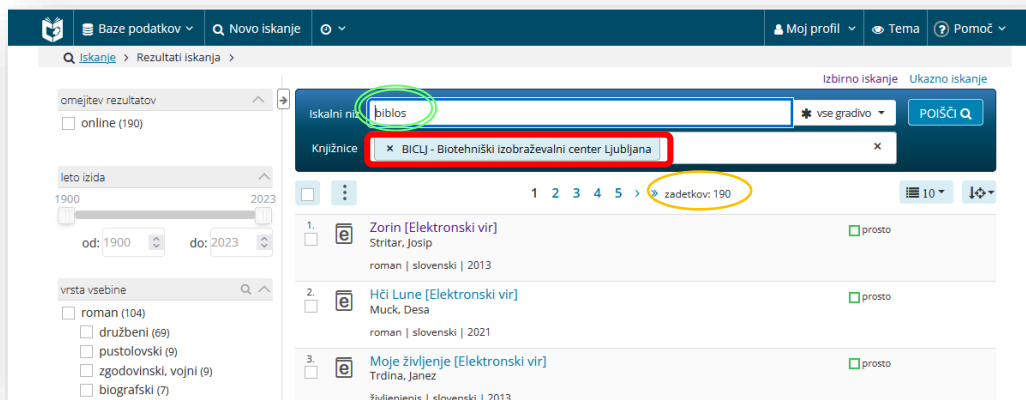 Baze podatkov Novo iskanje Moj profil Tema Pomoč
Iskanje > Rezultati iskanja >
Izbirno iskanje Ukazno iskanje
omejitev rezultatov
online (190)
Iskalni niz biblos vse gradivo POIŠČI
Knjižnice × BICLJ - Biotehniški izobraževalni center Ljubljana ×
leto izida
1900 2023
od: 1900 do: 2023
1 2 3 4 5 > » zadetkov: 190 10
1. Zorin [Elektronski vir] prosto
Stritar, Josip
roman | slovenski | 2013
vrsta vsebine
roman (104)
družbeni (69)
pustolovski (9)
zgodovinski, vojni (9)
biografski (7)
2. Hči Lune [Elektronski vir] prosto
Muck, Desa
roman | slovenski | 2021
3. Moje življenje [Elektronski vir] prosto
Trdina, Janez
življenjepis | slovenski | 2013